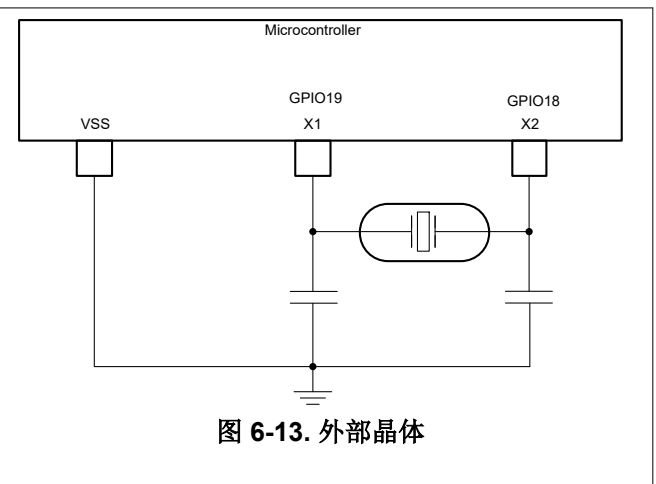 Microcontroller
GPIO19
GPIO18
VSS
X1
X2
图 6-13. 外部晶体